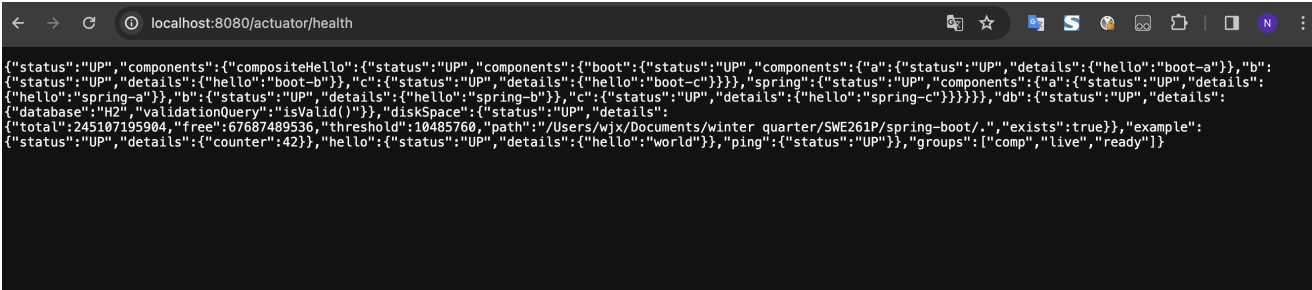 localhost:8080/actuator/health
N
{"status":"UP","components":{"compositeHello":{"status":"UP","components":{"boot":{"status":"UP","components":{"a":{"status":"UP","details":{"hello":"boot-a"}},"b":
{"status":"UP","details":{"hello":"boot-b"}},"c":{"status":"UP","details":{"hello":"boot-c"}}}},"spring":{"status":"UP","components":{"a":{"status":"UP","details":
{"hello":"spring-a"}},"b":{"status":"UP","details":{"hello":"spring-b"}},"c":{"status":"UP","details":{"hello":"spring-c"}}}}}},"db":{"status":"UP","details":
{"database":"H2","validationQuery":"isValid()"}},"diskSpace":{"status":"UP","details":
{"total":245107195904,"free":67687489536,"threshold":10485760,"path":"/Users/wjx/Documents/winter quarter/SWE261P/spring-boot/.","exists":true}},"example":
{"status":"UP","details":{"counter":42}},"hello":{"status":"UP","details":{"hello":"world"}},"ping":{"status":"UP"}},"groups":["comp","live","ready"]}